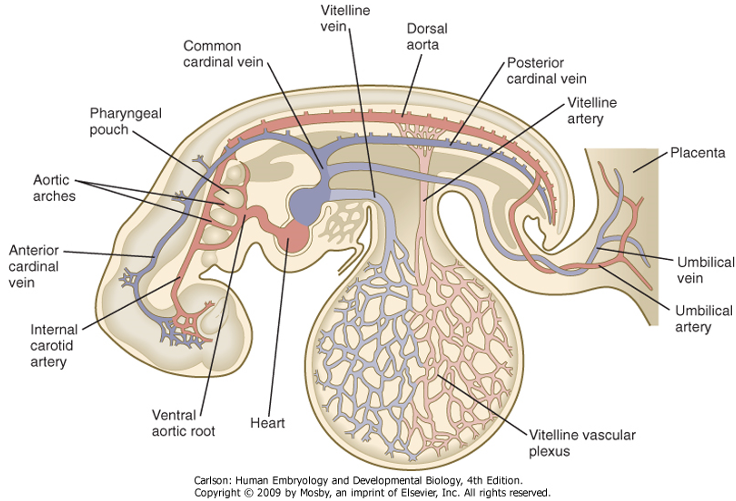 Vitelline
vein
Dorsal
aorta
Common
cardinal vein
Posterior
cardinal vein
Vitelline
artery
Pharyngeal
pouch
Placenta
Aortic
arches
Anterior
cardinal
vein
Umbilical
vein
Umbilical
artery
Internal
carotid
artery
Ventral
aortic root
Heart
Vitelline vascular
plexus
Carlson: Human Embryology and Developmental Biology, 4th Edition.
Copyright © 2009 by Mosby, an imprint of Elsevier, Inc. All rights reserved.